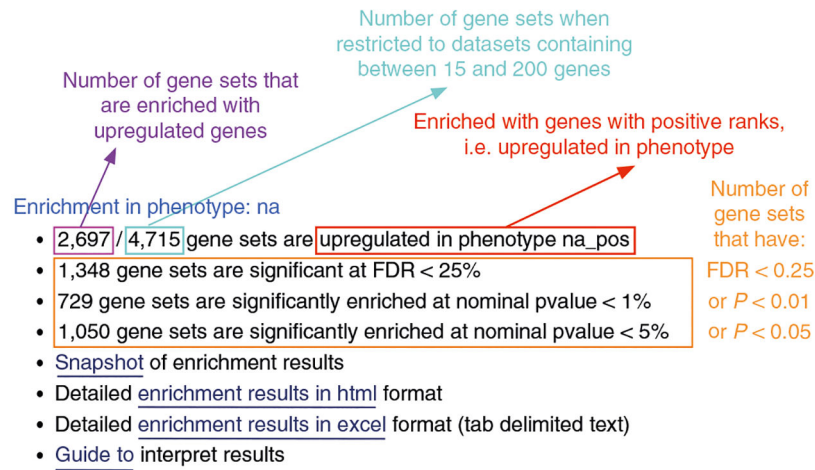 Number of gene sets when
restricted to datasets containing
between 15 and 200 genes
Number of gene sets that
are enriched with
upregulated genes
Enriched with genes with positive ranks,
i.e. upregulated in phenotype
Enrichment in phenotype: na
Number of
gene sets
that have:
• 2,697 / 4,715 gene sets are upregulated in phenotype na_pos
• 1,348 gene sets are significant at FDR < 25%
FDR < 0.25
• 729 gene sets are significantly enriched at nominal pvalue < 1%
or P < 0.01
• 1,050 gene sets are significantly enriched at nominal pvalue < 5%
or P < 0.05
• Snapshot of enrichment results
• Detailed enrichment results in html format
• Detailed enrichment results in excel format (tab delimited text)
• Guide to interpret results